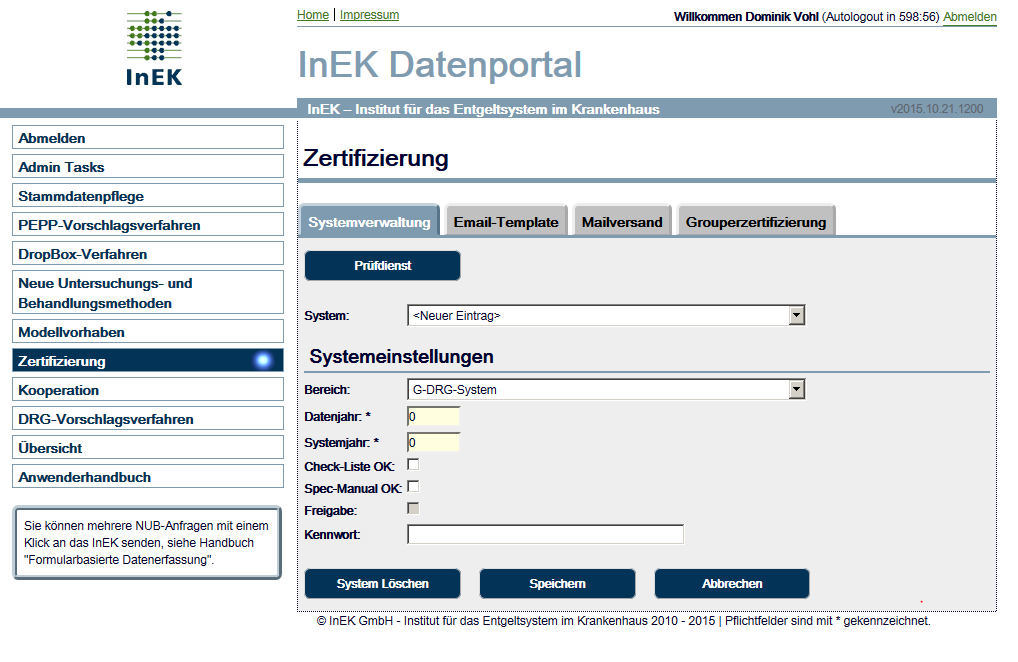 Home | Impressum
Willkommen Dominik Vohl (Autologout in 598:56) Abmelden
InEK
InEK Datenportal
InEK – Institut für das Entgeltsystem im Krankenhaus
v2015.10.21.1200
Abmelden
Admin Tasks
Stammdatenpflege
PEPP-Vorschlagsverfahren
DropBox-Verfahren
Neue Untersuchungs- und
Behandlungsmethoden
Modellvorhaben
Zertifizierung
Kooperation
DRG-Vorschlagsverfahren
Übersicht
Anwenderhandbuch
Sie können mehrere NUB-Anfragen mit einem
Klick an das InEK senden, siehe Handbuch
"Formularbasierte Datenerfassung".
Zertifizierung
Systemverwaltung
Email-Template
Mailversand
Grouperzertifizierung
Prüfdienst
System: <Neuer Eintrag>
Systemeinstellungen
Bereich: G-DRG-System
Datenjahr: * 0
Systemjahr: * 0
Check-Liste OK:
Spec-Manual OK:
Freigabe:
Kennwort:
System Löschen
Speichern
Abbrechen
© InEK GmbH - Institut für das Entgeltsystem im Krankenhaus 2010 - 2015 | Pflichtfelder sind mit * gekennzeichnet.